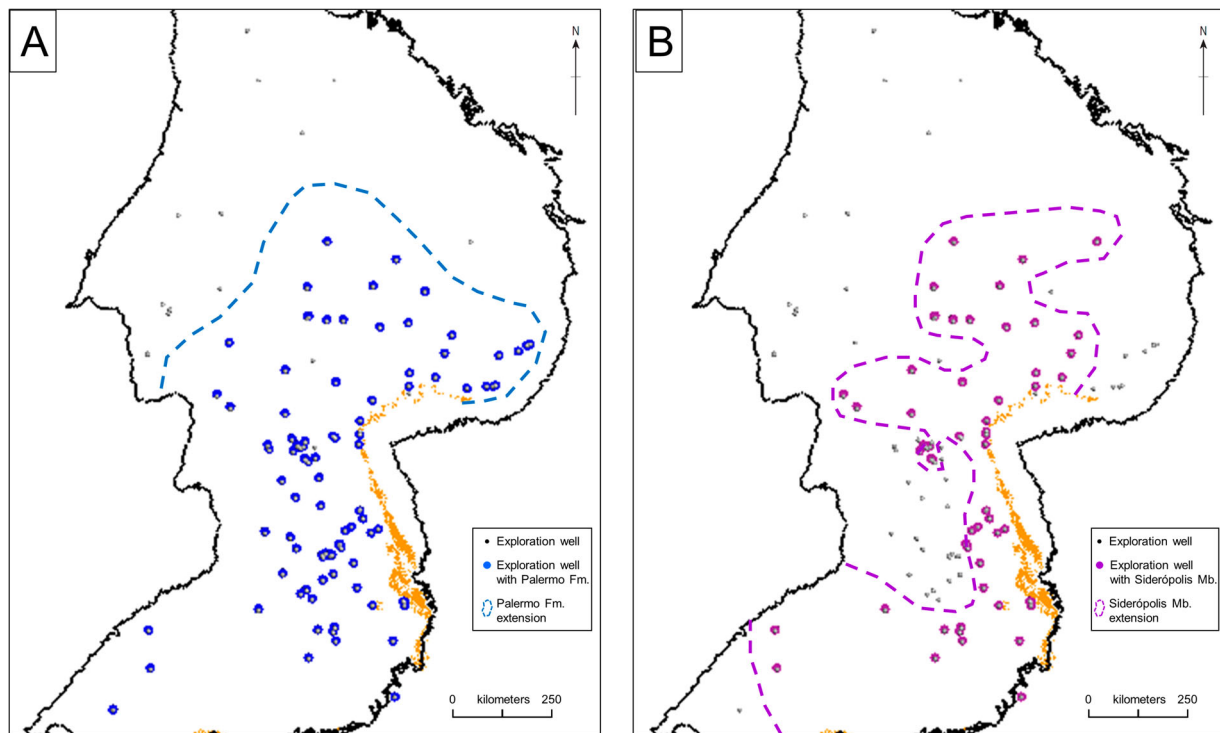 A
N
Exploration well
Exploration well
with Palermo Fm.
Palermo Fm.
extension
0 kilometers 250
B
N
Exploration well
Exploration well
with Siderópolis Mb.
Siderópolis Mb.
extension
0 kilometers 250